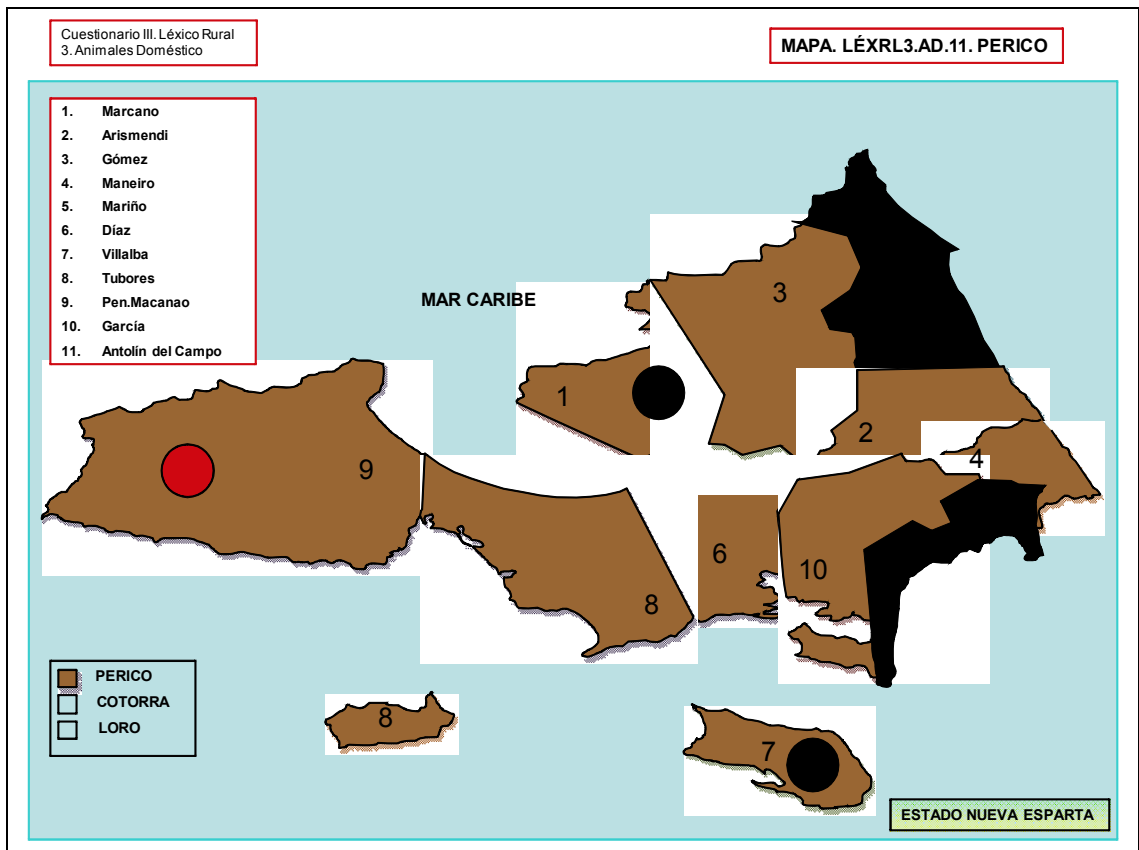 Cuestionario III. Léxico Rural
3. Animales Doméstico
MAPA. LÉXRL3.AD.11. PERICO
1. Marcano
2. Arismendi
3. Gómez
4. Maneiro
5. Mariño
6. Díaz
7. Villalba
8. Tubores
9. Pen.Macanao
10. García
11. Antolín del Campo
MAR CARIBE
3
1
2
4
9
6
10
8
8
7
PERICO
COTORRA
LORO
ESTADO NUEVA ESPARTA